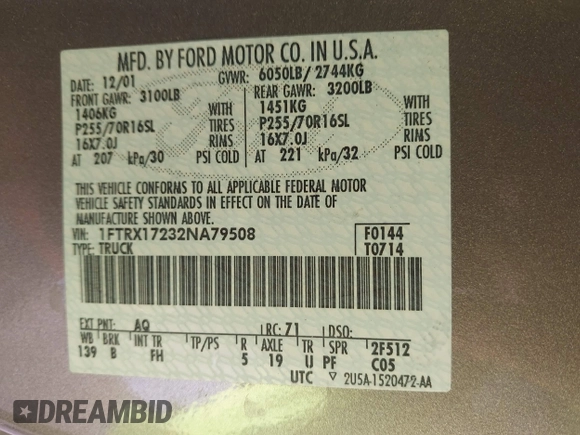 MFD. BY FORD MOTOR CO. IN U.S.A.
DATE: 12/01 GVWR: 6050LB/ 2744KG
FRONT GAWR: 3100LB REAR GAWR: 3200LB
1406KG WITH 1451KG WITH
P255/70R16SL TIRES P255/70R16SL TIRES
16X7.0J RIMS 16X7.0J RIMS
AT 207 kPa/30 PSI COLD AT 221 kPa/32 PSI COLD
THIS VEHICLE CONFORMS TO ALL APPLICABLE FEDERAL MOTOR
VEHICLE SAFETY STANDARDS IN EFFECT ON THE DATE OF
MANUFACTURE SHOWN ABOVE.
VIN: 1FTRX17232NA79508 F0144
TYPE: TRUCK T0714
EXT PNT: AQ RC: 71 DSO:
WB BRK INT TR TP/PS R AXLE TR SPR 2F512
139 B FH 5 19 U PF C05
UTC ▽ 2U5A-1520472-AA
DREAMBID